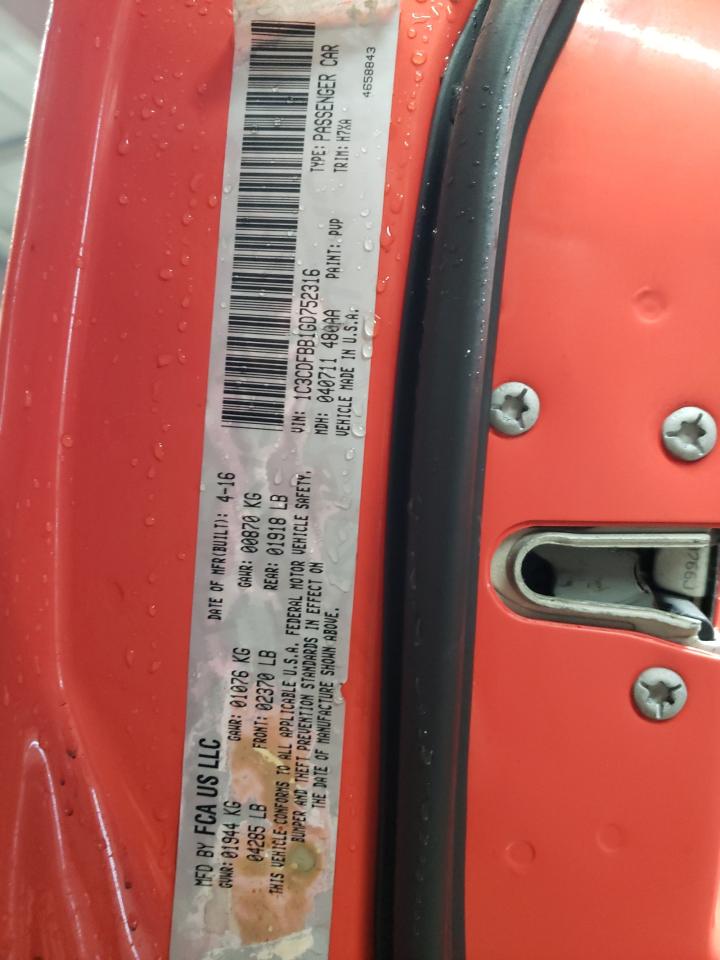 MFD BY FCA US LLC
DATE OF MFR(BUILT): 4-16
GVWR: 01944 KG
GAWR: 01076 KG
GAWR: 00870 KG
04285 LB
FRONT: 02370 LB
REAR: 01918 LB
THIS VEHICLE CONFORMS TO ALL APPLICABLE U.S.A. FEDERAL MOTOR VEHICLE SAFETY,
BUMPER AND THEFT PREVENTION STANDARDS IN EFFECT ON
THE DATE OF MANUFACTURE SHOWN ABOVE.
VIN: 1C3CDFBB1GD752316
TYPE: PASSENGER CAR
MDH: 040711 480AA
PAINT: PVP
TRIM: H7XA
VEHICLE MADE IN U.S.A.
4658843